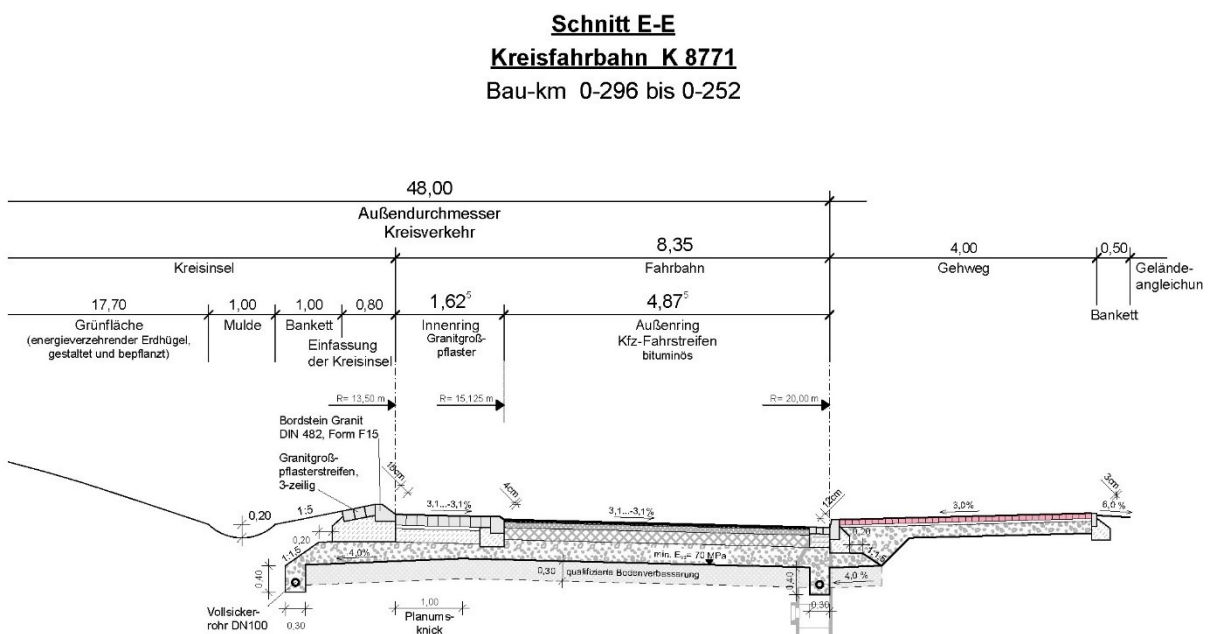 Schnitt E-E
Kreisfahrbahn K 8771
Bau-km 0-296 bis 0-252
48,00
Außendurchmesser
Kreisverkehr
8,35
4,00
0,50
Kreisinsel
Fahrbahn
Gehweg
Gelände-
angleichun
Bankett
17,70
1,00
1,00
0,80
1,62⁵
4,87⁵
Grünfläche
(energieverzehrender Erdhügel,
gestaltet und bepflanzt)
Mulde
Bankett
Einfassung
der Kreisinsel
Innenring
Granitgroß-
pflaster
Außenring
Kfz-Fahrstreifen
bituminös
R= 13,50 m
R= 15,125 m
R= 20,00 m
Bordstein Granit
DIN 482, Form F15
Granitgroß-
pflasterstreifen,
3-zeilig
4cm
12cm
3cm
0,20
1:5
3,1...-3,1%
3,1...-3,1%
3,0%
6,0 %
0,20
0,20
1:1,5
4,0%
min. E = 70 MPa
1:1,5
0,40
0,30
qualifizierte Bodenverbesserung
0,40
4,0 %
Vollsicker-
rohr DN100
0,30
1,00
Planums-
knick
0,30